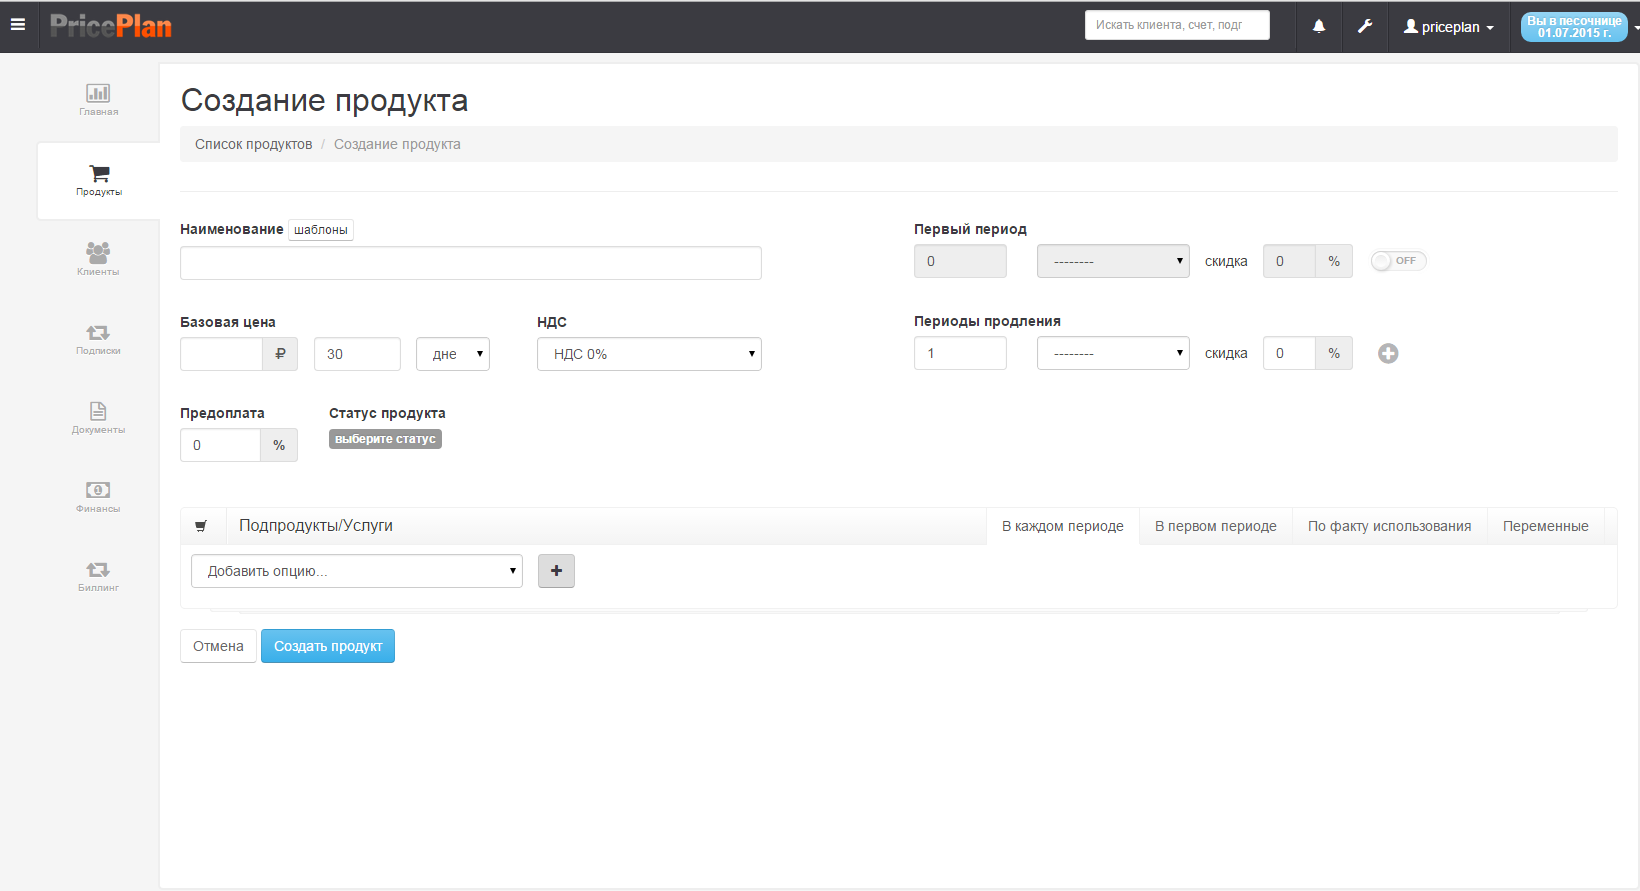 PricePlan
Искать клиента, счет, подг
priceplan
Вы в песочнице
01.07.2015 г.
Главная
Продукты
Клиенты
Подписки
Документы
Финансы
Биллинг
Создание продукта
Список продуктов / Создание продукта
Наименование шаблоны
Первый период
0 -------- скидка 0 % OFF
Базовая цена НДС
₽ 30 дне НДС 0%
Периоды продления
1 -------- скидка 0 %
Предоплата Статус продукта
0 % выберите статус
Подпродукты/Услуги В каждом периоде В первом периоде По факту использования Переменные
Добавить опцию...
Отмена Создать продукт